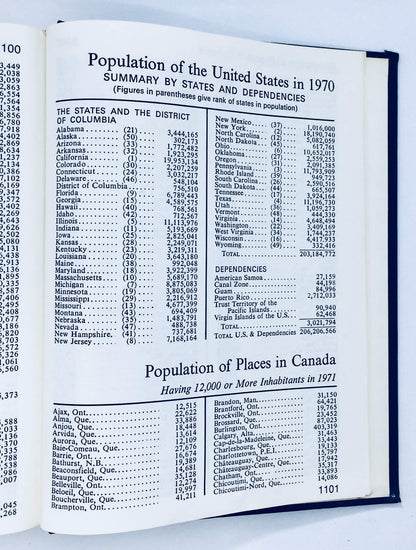 100
Population of the United States in 1970
SUMMARY BY STATES AND DEPENDENCIES
(Figures in parentheses give rank of states in population)
THE STATES AND THE DISTRICT
OF COLUMBIA
Alabama (21) 3,444,165
Alaska (50) 302,173
Arizona (33) 1,772,482
Arkansas (32) 1,923,295
California (1) 19,953,134
Colorado (30) 2,207,259
Connecticut (24) 3,032,217
Delaware (46) 548,104
District of Columbia 756,510
Florida (9) 6,789,443
Georgia (15) 4,589,575
Hawaii (40) 768,561
Idaho (42) 712,567
Illinois (5) 11,113,976
Indiana (11) 5,193,669
Iowa (25) 2,825,041
Kansas (28) 2,249,071
Kentucky (23) 3,219,311
Louisiana (20) 3,643,180
Maine (38) 992,048
Maryland (18) 3,922,399
Massachusetts (10) 5,689,170
Michigan (7) 8,875,083
Minnesota (19) 3,805,069
Mississippi (29) 2,216,912
Missouri (13) 4,677,399
Montana (43) 694,409
Nebraska (35) 1,483,791
Nevada (47) 488,738
New Hampshire (41) 737,681
New Jersey (8) 7,168,164
New Mexico (37) 1,016,000
New York (2) 18,190,740
North Carolina (12) 5,082,059
North Dakota (45) 617,761
Ohio (6) 10,652,017
Oklahoma (27) 2,559,253
Oregon (31) 2,091,385
Pennsylvania (3) 11,793,909
Rhode Island (39) 949,723
South Carolina (26) 2,590,516
South Dakota (44) 665,507
Tennessee (17) 3,924,164
Texas (4) 11,196,730
Utah (36) 1,059,273
Vermont (48) 444,330
Virginia (14) 4,648,494
Washington (22) 3,409,169
West Virginia (34) 1,744,237
Wisconsin (16) 4,417,933
Wyoming (49) 332,416
TOTAL 203,184,772
DEPENDENCIES
American Samoa 27,159
Canal Zone 44,198
Guam 84,996
Puerto Rico 2,712,033
Trust Territory of the
Pacific Islands 90,940
Virgin Islands of the U.S. 62,468
TOTAL 3,021,794
TOTAL U.S. & Dependencies 206,206,566
Population of Places in Canada
Having 12,000 or More Inhabitants in 1971
Ajax, Ont. 12,515
Alma, Que. 22,622
Anjou, Que. 33,886
Arvida, Que. 18,448
Aurora, Ont. 13,614
Baie-Comeau, Que. 12,109
Barrie, Ont. 27,676
Bathurst, N.B. 16,674
Beaconsfield, Que. 19,389
Beauport, Que. 14,681
Belleville, Ont. 35,128
Beloeil, Que. 12,274
Boucherville, Que. 19,997
Brampton, Ont. 41,211
Brandon, Man. 31,150
Brantford, Ont. 64,421
Brockville, Ont. 19,765
Brossard, Que. 23,452
Burlington, Ont. 87,023
Calgary, Alta. 403,319
Cap-de-la-Madeleine, Que. 31,463
Charlesbourg, Que. 33,443
Charlottetown, P.E.I. 19,133
Châteauguay, Que. 15,797
Châteauguay-Centre, Que. 17,942
Chatham, Ont. 35,317
Chicoutimi, Que. 33,893
Chicoutimi-Nord, Que. 14,086
1101